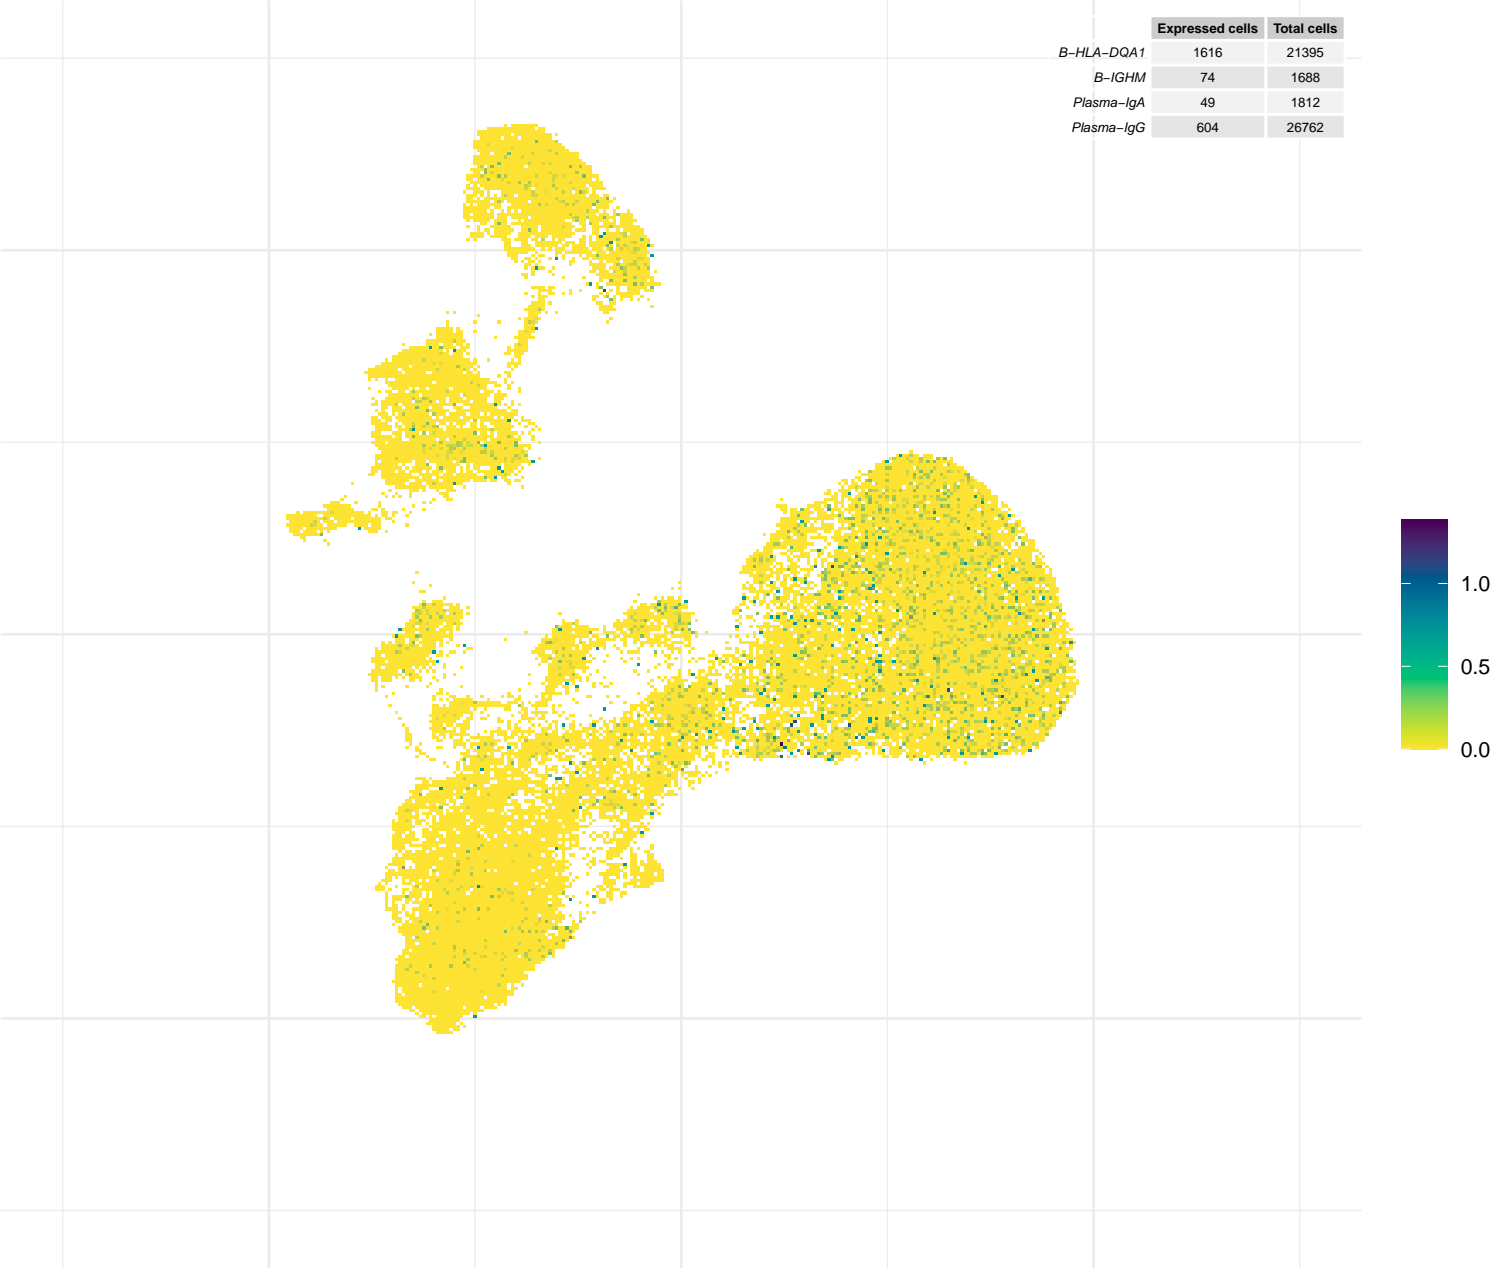 Expressed cells Total cells
B−HLA−DQA1 1616 21395
B−IGHM 74 1688
Plasma−IgA 49 1812
Plasma−IgG 604 26762
1.0
0.5
0.0